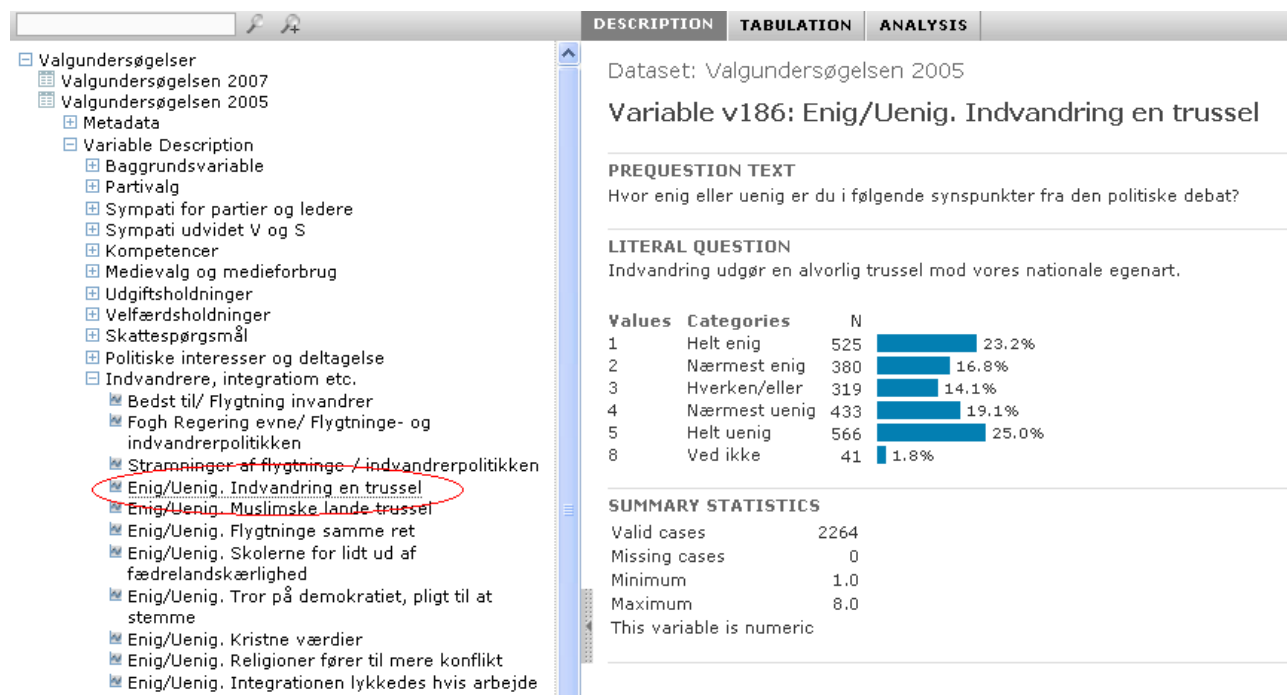 DESCRIPTION TABULATION ANALYSIS
Valgundersøgelser
Valgundersøgelsen 2007
Valgundersøgelsen 2005
Metadata
Variable Description
Baggrundsvariable
Partivalg
Sympati for partier og ledere
Sympati udvidet V og S
Kompetencer
Medievalg og medieforbrug
Udgiftsholdninger
Velfærdsholdninger
Skattespørgsmål
Politiske interesser og deltagelse
Indvandrere, integratiom etc.
Bedst til/ Flygtning invandrer
Fogh Regering evne/ Flygtninge- og
indvandrerpolitikken
Stramninger af flygtninge / indvandrerpolitikken
Enig/Uenig. Indvandring en trussel
Enig/Uenig. Muslimske lande trussel
Enig/Uenig. Flygtninge samme ret
Enig/Uenig. Skolerne for lidt ud af
fædrelandskærlighed
Enig/Uenig. Tror på demokratiet, pligt til at
stemme
Enig/Uenig. Kristne værdier
Enig/Uenig. Religioner fører til mere konflikt
Enig/Uenig. Integrationen lykkedes hvis arbejde
Dataset: Valgundersøgelsen 2005
Variable v186: Enig/Uenig. Indvandring en trussel
PREQUESTION TEXT
Hvor enig eller uenig er du i følgende synspunkter fra den politiske debat?
LITERAL QUESTION
Indvandring udgør en alvorlig trussel mod vores nationale egenart.
Values Categories N
1 Helt enig 525 23.2%
2 Nærmest enig 380 16.8%
3 Hverken/eller 319 14.1%
4 Nærmest uenig 433 19.1%
5 Helt uenig 566 25.0%
8 Ved ikke 41 1.8%
SUMMARY STATISTICS
Valid cases 2264
Missing cases 0
Minimum 1.0
Maximum 8.0
This variable is numeric